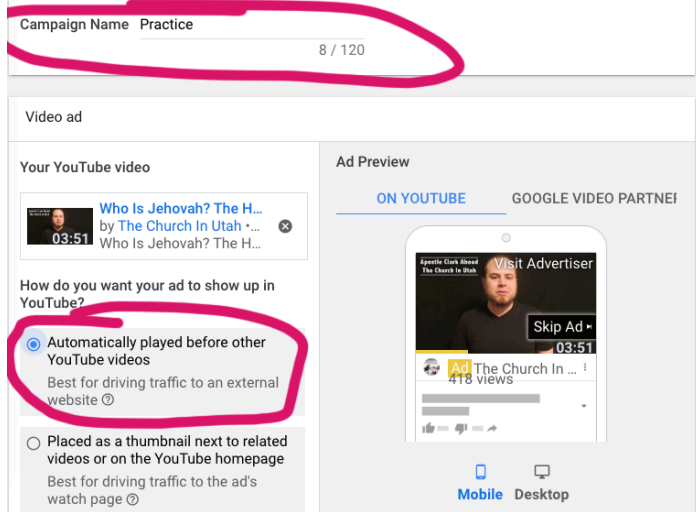 Campaign Name Practice
8 / 120
Video ad
Your YouTube video
Who Is Jehovah? The H...
by The Church In Utah •...
Who Is Jehovah? The H...
03:51
How do you want your ad to show up in
YouTube?
Automatically played before other
YouTube videos
Best for driving traffic to an external
website
Placed as a thumbnail next to related
videos or on the YouTube homepage
Best for driving traffic to the ad's
watch page
Ad Preview
ON YOUTUBE GOOGLE VIDEO PARTNER
Apostle Clark Aboud
The Church In Utah
Visit Advertiser
Skip Ad
03:51
Ad The Church In ...
418 views
Mobile Desktop